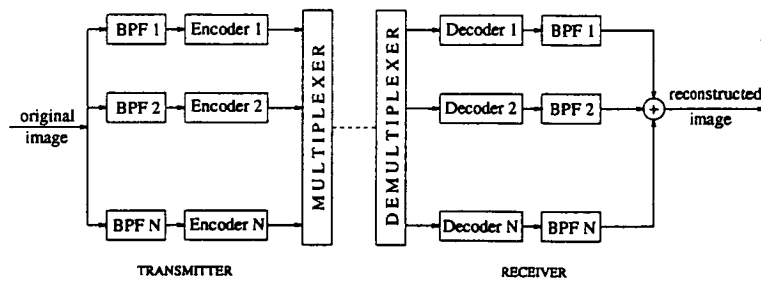 BPF 1 Encoder 1 Decoder 1 BPF 1
original image
BPF 2 Encoder 2
MULTIPLEXER
DEMULTIPLEXER
Decoder 2 BPF 2
+
reconstructed image
BPF N Encoder N Decoder N BPF N
TRANSMITTER RECEIVER